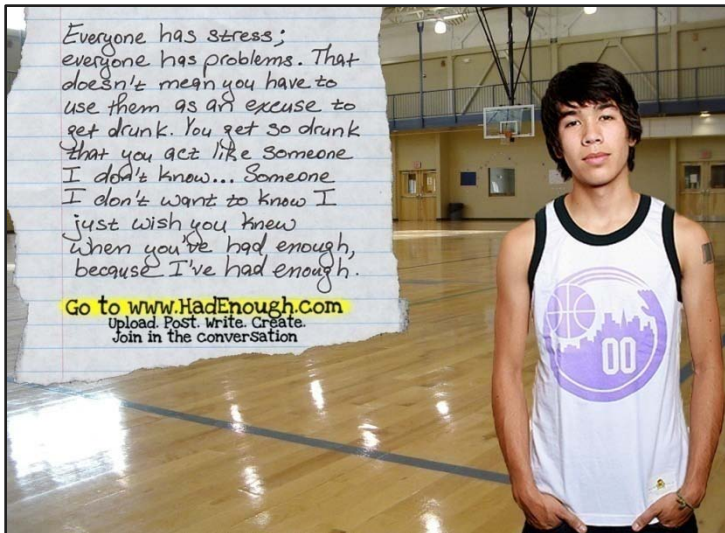 Everyone has stress;
everyone has problems. That
doesn't mean you have to
use them as an excuse to
get drunk. You get so drunk
that you act like someone
I don't know... Someone
I don't want to know I
just wish you knew
when you've had enough,
because I've had enough.
Go to www.HadEnough.com
Upload. Post. Write. Create.
Join in the conversation
00